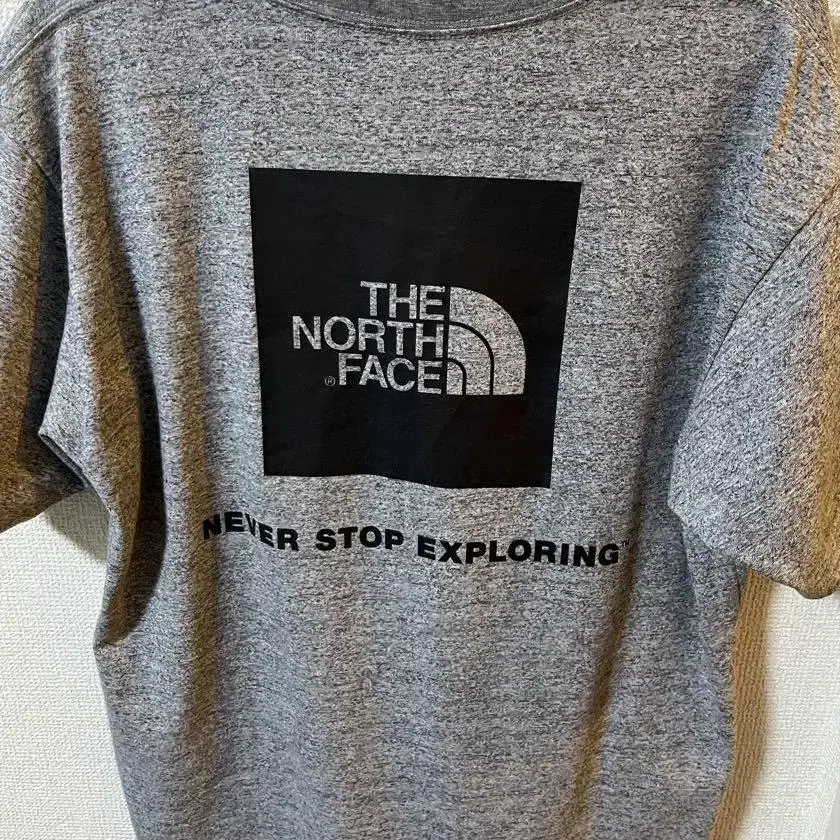 THE
NORTH
®FACE
NEVER STOP EXPLORING™